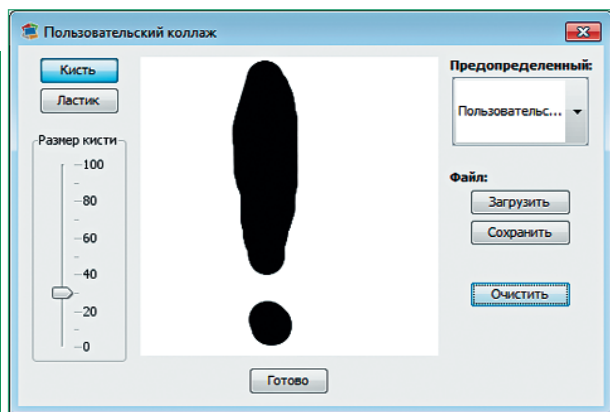 Пользовательский коллаж
Кисть
Ластик
Размер кисти
100
80
60
40
20
0
Предопределенный:
Пользовательс...
Файл:
Загрузить
Сохранить
Очистить
Готово